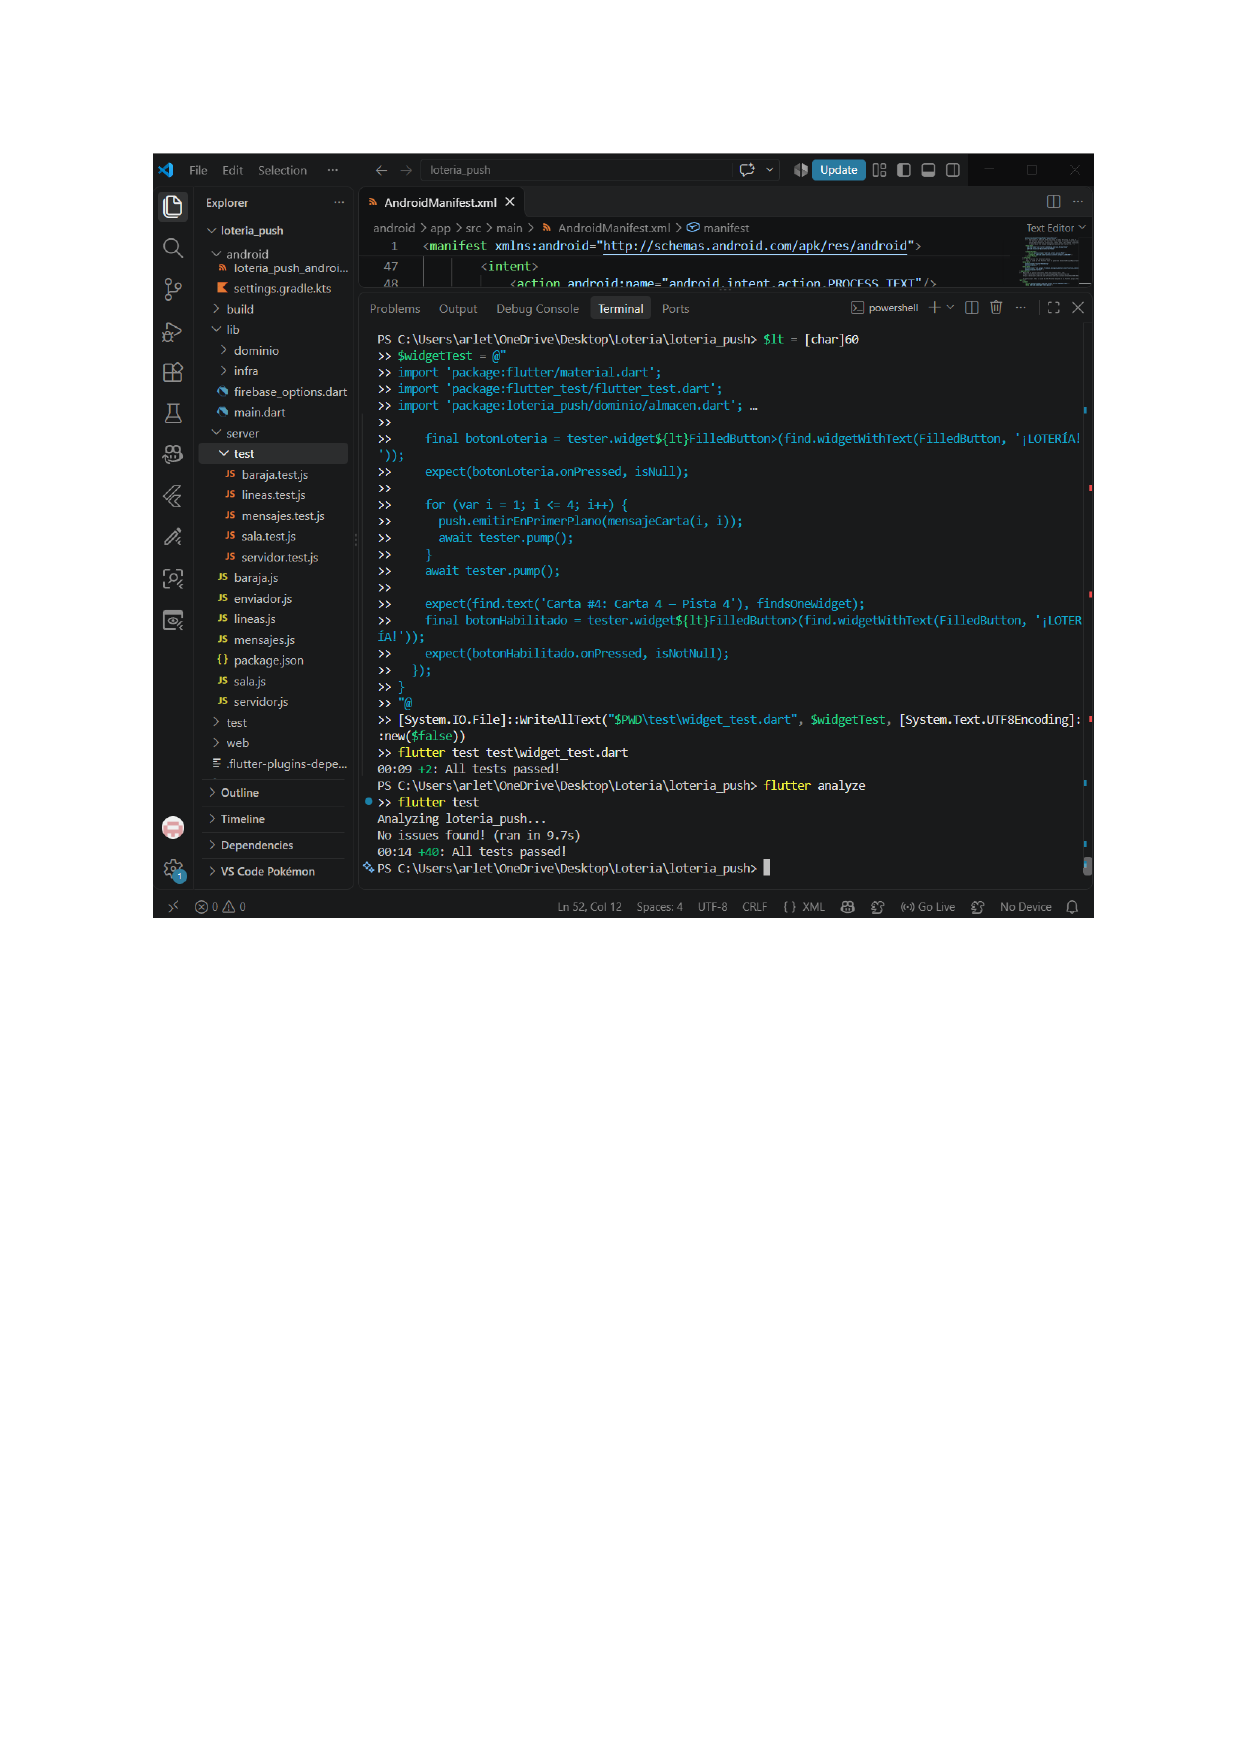 File Edit Selection ··· loteria_push Update
Explorer ···
loteria_push
android
loteria_push_androi...
settings.gradle.kts
build
lib
dominio
infra
firebase_options.dart
main.dart
server
test
baraja.test.js
lineas.test.js
mensajes.test.js
sala.test.js
servidor.test.js
baraja.js
enviador.js
lineas.js
mensajes.js
package.json
sala.js
servidor.js
test
web
.flutter-plugins-depe...
Outline
Timeline
Dependencies
VS Code Pokémon
AndroidManifest.xml
android > app > src > main > AndroidManifest.xml > manifest
Text Editor
1 <manifest xmlns:android="http://schemas.android.com/apk/res/android">
47 <intent>
48 <action android:name="android.intent.action.PROCESS_TEXT"/>
Problems Output Debug Console Terminal Ports powershell
PS C:\Users\arlet\OneDrive\Desktop\Loteria\loteria_push> $lt = [char]60
>> $widgetTest = @"
>> import 'package:flutter/material.dart';
>> import 'package:flutter_test/flutter_test.dart';
>> import 'package:loteria_push/dominio/almacen.dart'; …
>>
>> final botonLoteria = tester.widget${lt}FilledButton>(find.widgetWithText(FilledButton, '¡LOTERÍA!
'));
>> expect(botonLoteria.onPressed, isNull);
>>
>> for (var i = 1; i <= 4; i++) {
>> push.emitirEnPrimerPlano(mensajeCarta(i, i));
>> await tester.pump();
>> }
>> await tester.pump();
>>
>> expect(find.text('Carta #4: Carta 4 — Pista 4'), findsOneWidget);
>> final botonHabilitado = tester.widget${lt}FilledButton>(find.widgetWithText(FilledButton, '¡LOTER
ÍA!'));
>> expect(botonHabilitado.onPressed, isNotNull);
>> });
>> }
>> "@
>> [System.IO.File]::WriteAllText("$PWD\test\widget_test.dart", $widgetTest, [System.Text.UTF8Encoding]:
:new($false))
>> flutter test test\widget_test.dart
00:09 +2: All tests passed!
PS C:\Users\arlet\OneDrive\Desktop\Loteria\loteria_push> flutter analyze
>> flutter test
Analyzing loteria_push...
No issues found! (ran in 9.7s)
00:14 +40: All tests passed!
PS C:\Users\arlet\OneDrive\Desktop\Loteria\loteria_push>
1
0 0 Ln 52, Col 12 Spaces: 4 UTF-8 CRLF { } XML Go Live No Device